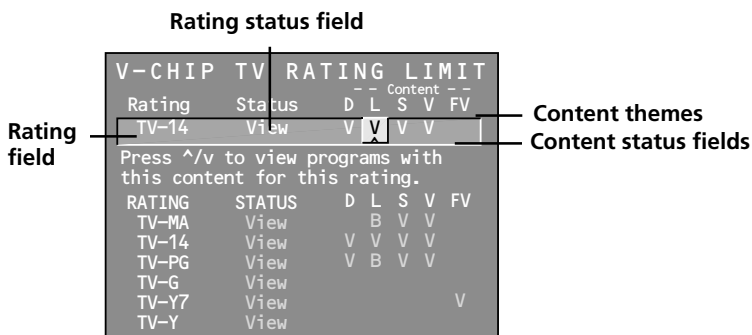 Rating status field
V-CHIP TV RATING LIMIT
-- Content --
Rating Status D L S V FV
TV-14 View V V V V
^
Press ^/v to view programs with
this content for this rating.
RATING STATUS D L S V FV
TV-MA View B V V
TV-14 View V V V V
TV-PG View V B V V
TV-G View
TV-Y7 View V
TV-Y View
Rating
field
Content themes
Content status fields